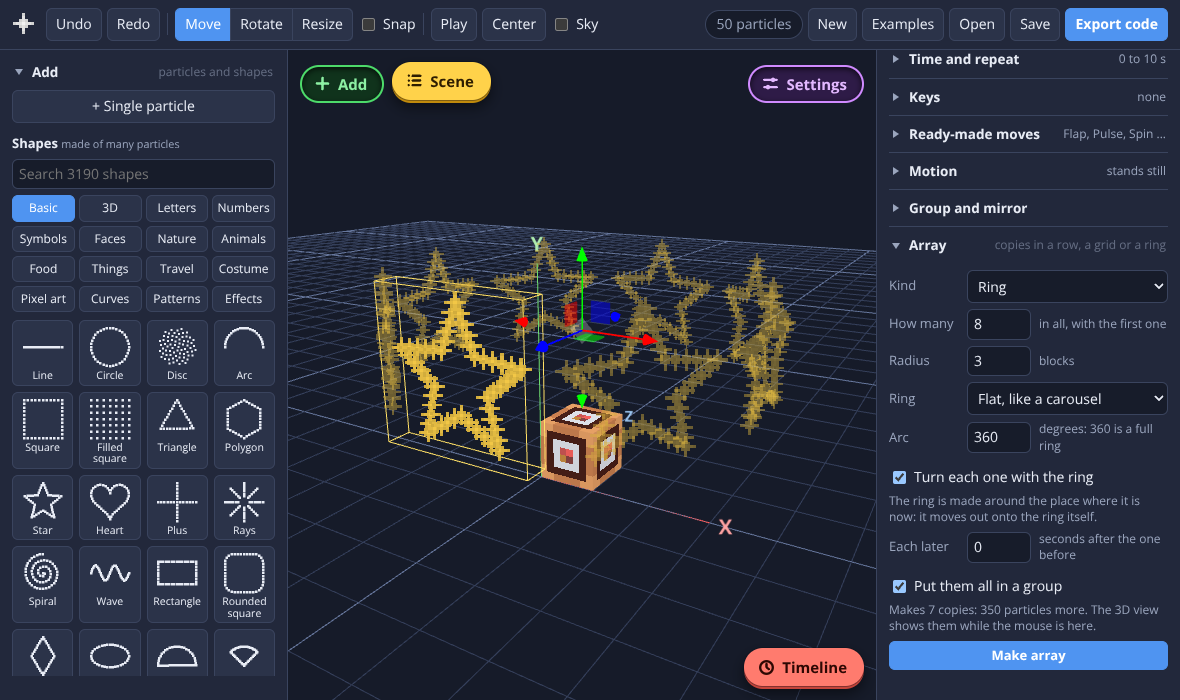 Undo
Redo
Move
Rotate
Resize
Snap
Play
Center
Sky
50 particles
New
Examples
Open
Save
Export code
Add
particles and shapes
+ Single particle
Shapes made of many particles
Search 3190 shapes
Basic
3D
Letters
Numbers
Symbols
Faces
Nature
Animals
Food
Things
Travel
Costume
Pixel art
Curves
Patterns
Effects
Line
Circle
Disc
Arc
Square
Filled
square
Triangle
Polygon
Star
Heart
Plus
Rays
Spiral
Wave
Rectangle
Rounded
square
+ Add
Scene
Settings
Y
Z
X
Timeline
Time and repeat
0 to 10 s
Keys
none
Ready-made moves
Flap, Pulse, Spin ...
Motion
stands still
Group and mirror
Array
copies in a row, a grid or a ring
Kind
Ring
How many
8
in all, with the first one
Radius
3
blocks
Ring
Flat, like a carousel
Arc
360
degrees: 360 is a full
ring
Turn each one with the ring
The ring is made around the place where it is
now: it moves out onto the ring itself.
Each later
0
seconds after the one
before
Put them all in a group
Makes 7 copies: 350 particles more. The 3D view
shows them while the mouse is here.
Make array